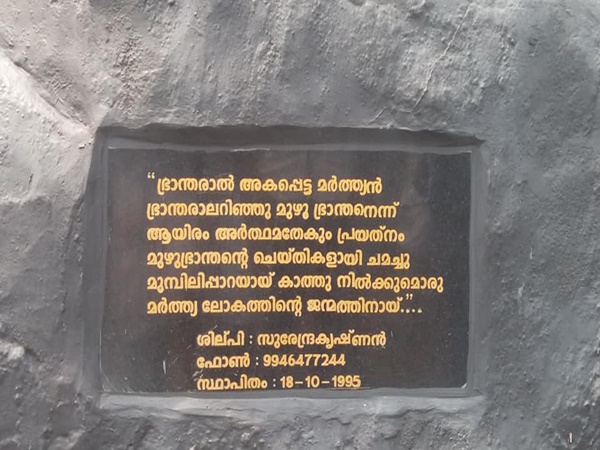 “ഭ്രാന്തരാൽ അകപ്പെട്ട മർത്ത്യൻ
ഭ്രാന്തരാലറിഞ്ഞു മുഴു ഭ്രാന്തനെന്ന്
ആയിരം അർത്ഥമതേകും പ്രയത്നം
മുഴുഭ്രാന്തന്റെ ചെയ്തികളായി ചമച്ചു
മുമ്പിലിപ്പാറയായ് കാത്തു നിൽക്കുമൊരു
മർത്ത്യ ലോകത്തിന്റെ ജന്മത്തിനായ്.”..
ശില്പി : സുരേന്ദ്രകൃഷ്ണൻ
ഫോൺ : 9946477244
സ്ഥാപിതം : 18-10-1995